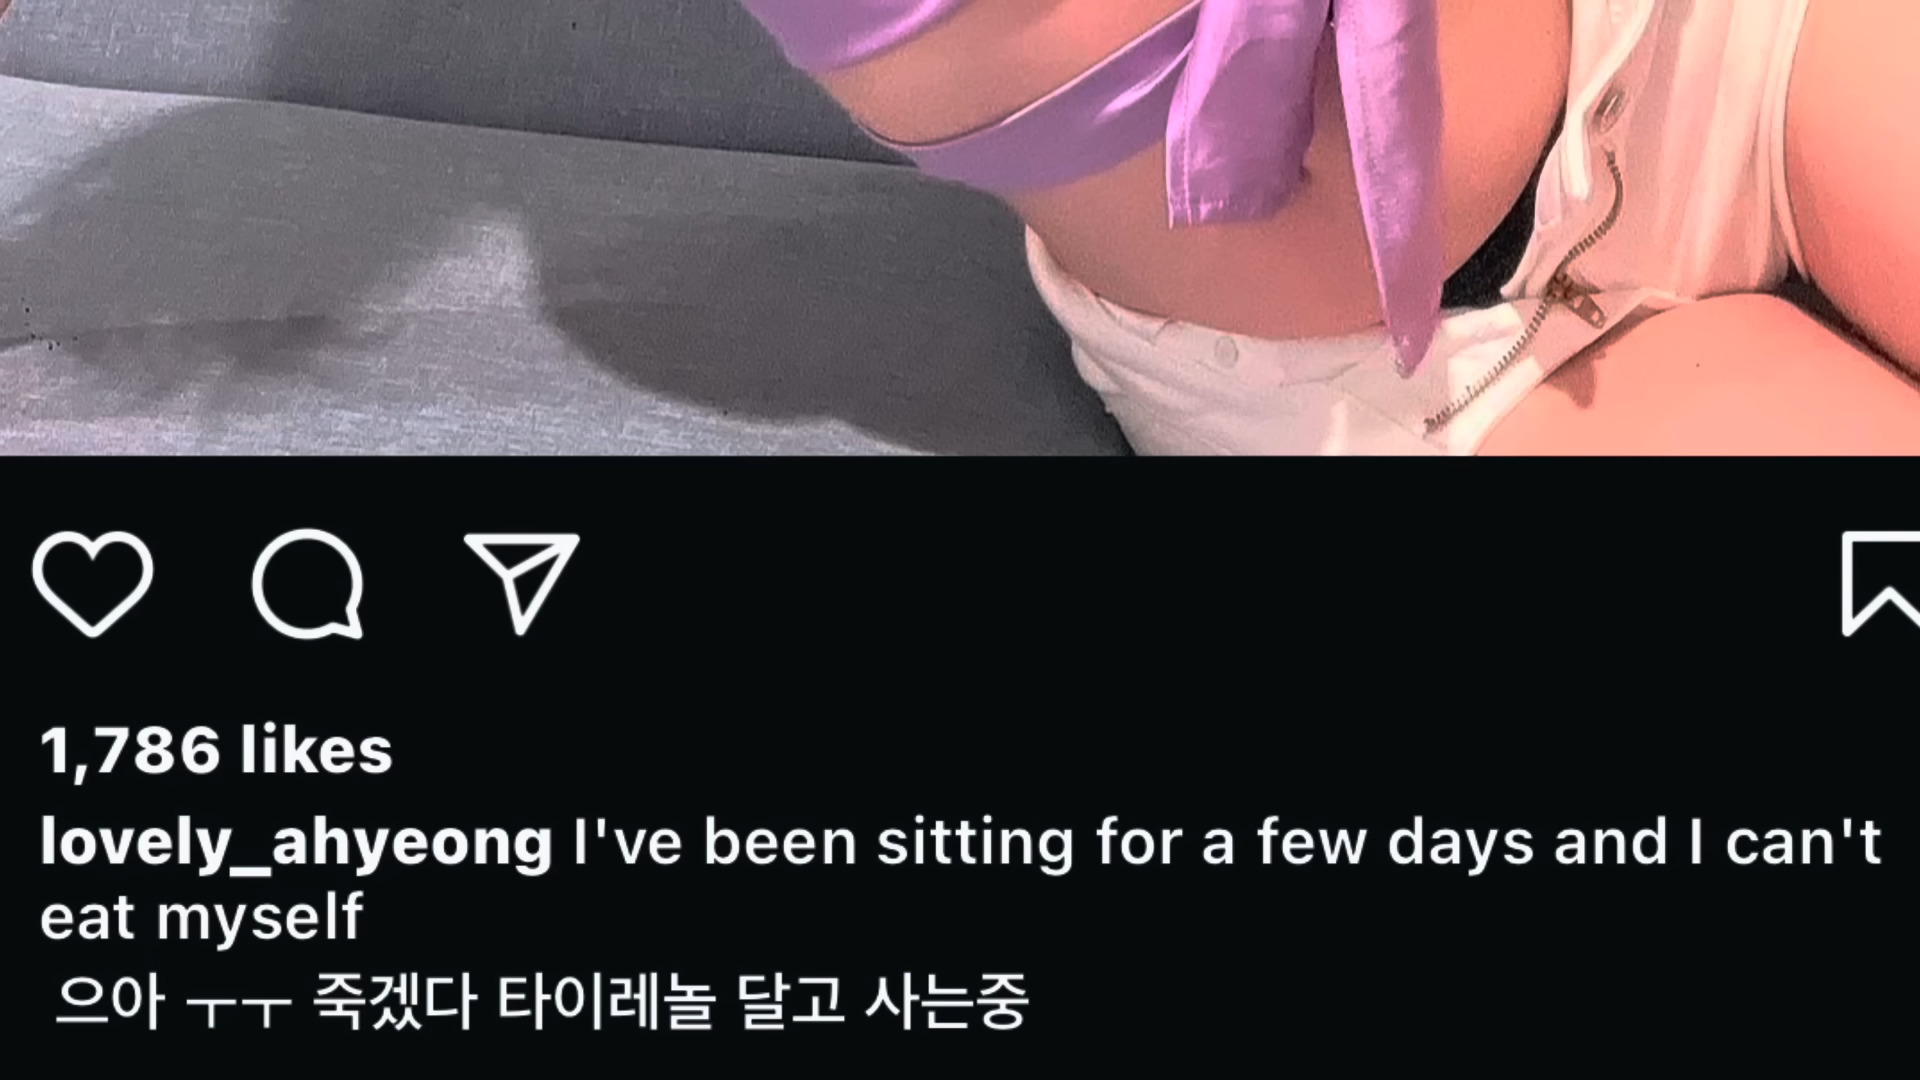 1,786 likes
lovely_ahyeong I've been sitting for a few days and I can't
eat myself
으아 ㅜㅜ 죽겠다 타이레놀 달고 사는중